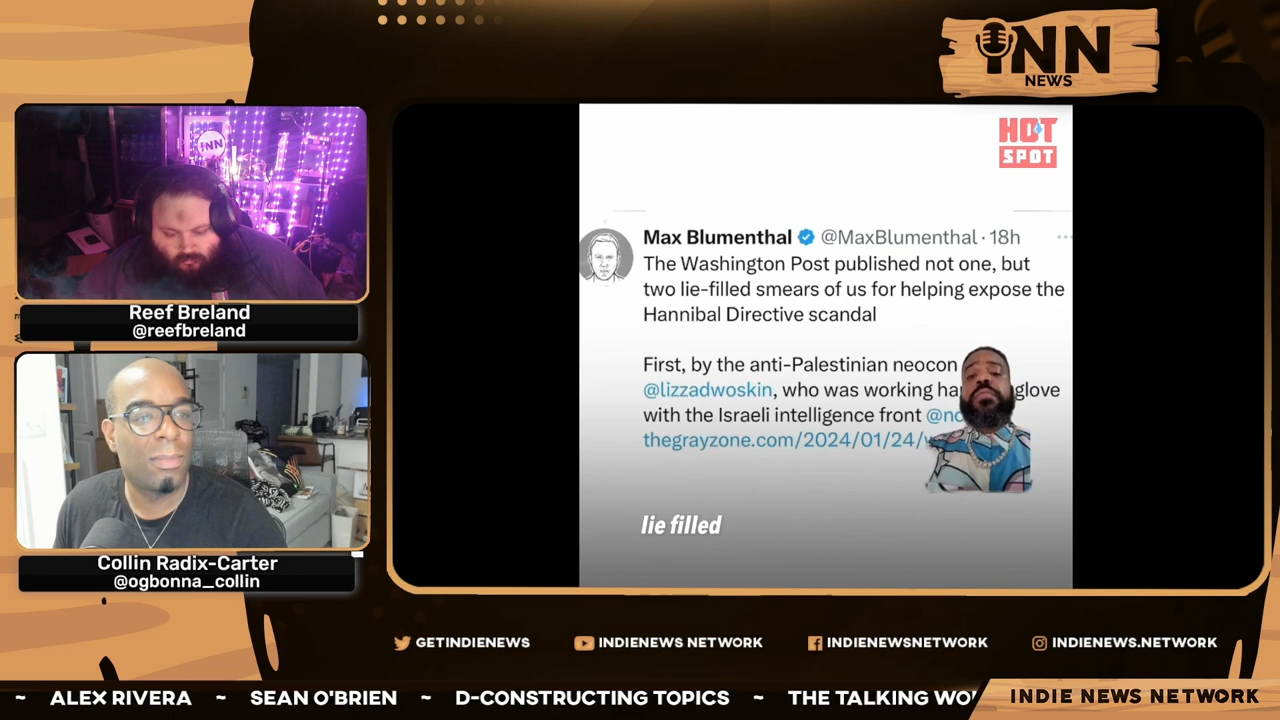 INN
NEWS
HOT
SPOT
INN
Reef Breland
@reefbreland
Collin Radix-Carter
@ogbonna_collin
Max Blumenthal @MaxBlumenthal · 18h
The Washington Post published not one, but
two lie-filled smears of us for helping expose the
Hannibal Directive scandal
First, by the anti-Palestinian neocon
@lizzadwoskin, who was working glove
with the Israeli intelligence front
thegrayzone.com/2024/01/24/
lie filled
GETINDIENEWS
INDIENEWS NETWORK
INDIENEWSNETWORK
INDIENEWS.NETWORK
~ ALEX RIVERA ~ SEAN O'BRIEN ~ D-CONSTRUCTING TOPICS ~ THE TALKING
INDIE NEWS NETWORK